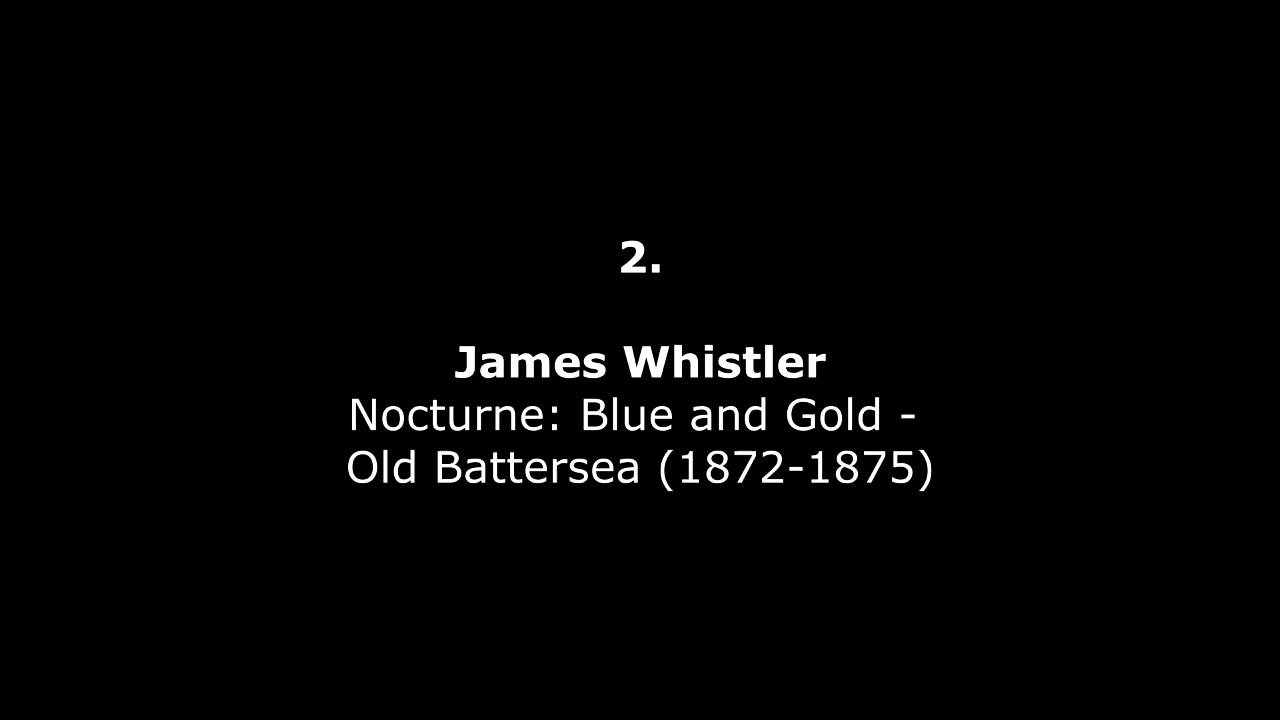 2.
James Whistler
Nocturne: Blue and Gold -
Old Battersea (1872-1875)